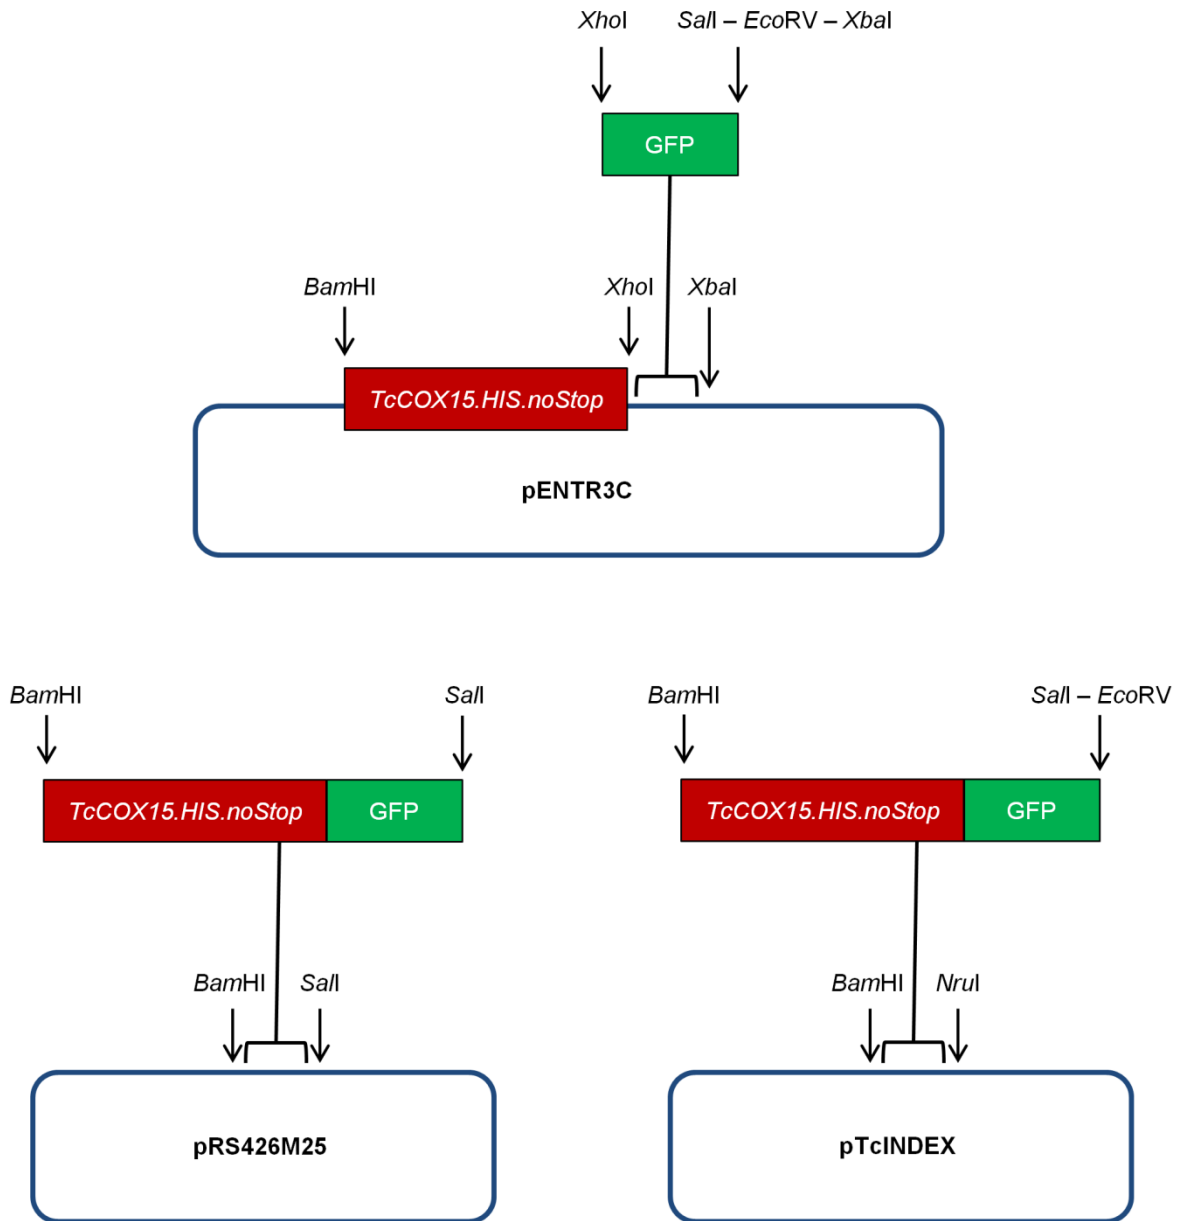 XhoI SalI – EcoRV – XbaI
GFP
BamHI XhoI XbaI
TcCOX15.HIS.noStop
pENTR3C
BamHI SalI BamHI SalI – EcoRV
TcCOX15.HIS.noStop GFP TcCOX15.HIS.noStop GFP
BamHI SalI BamHI NruI
pRS426M25 pTcINDEX